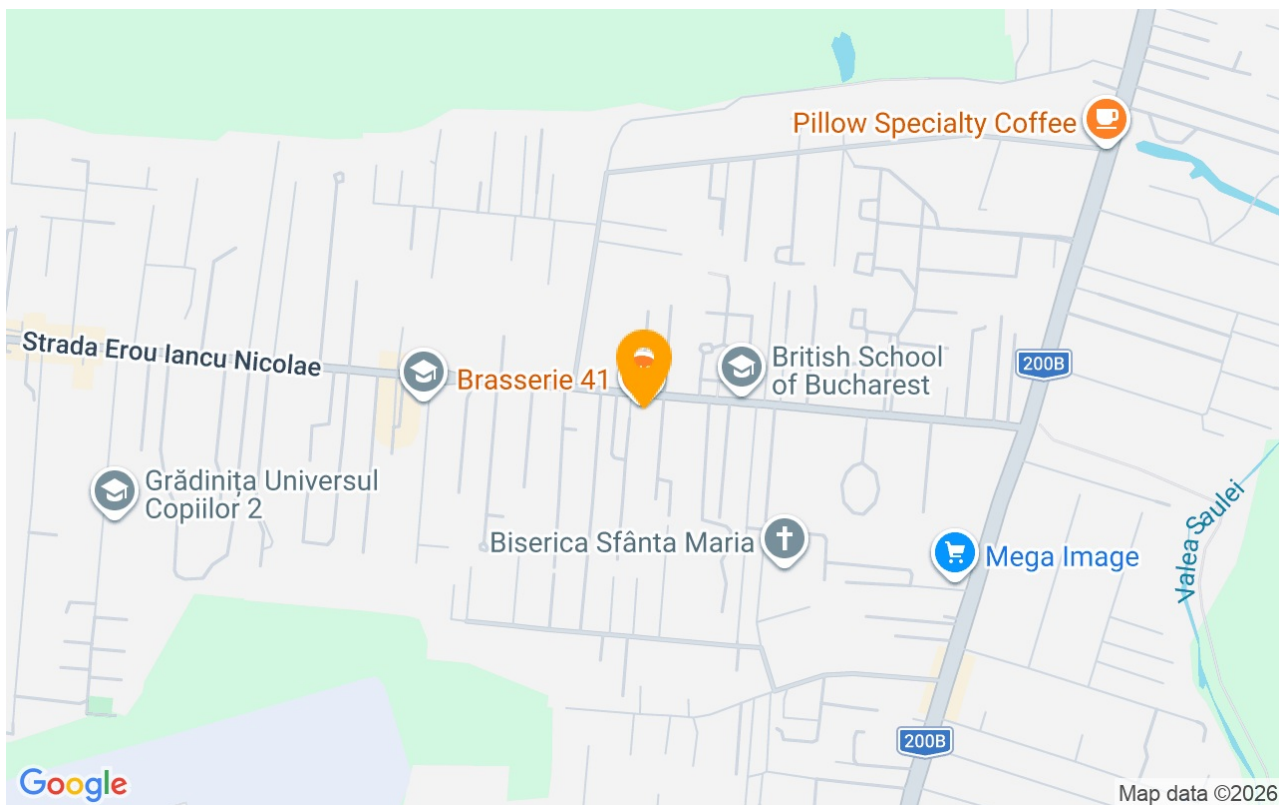 Pillow Specialty Coffee
Strada Erou Iancu Nicolae
Brasserie 41
British School
of Bucharest
200B
Grădinița Universul
Copiilor 2
Biserica Sfânta Maria
Mega Image
Valea Saulei
200B
Google
Map data ©2026